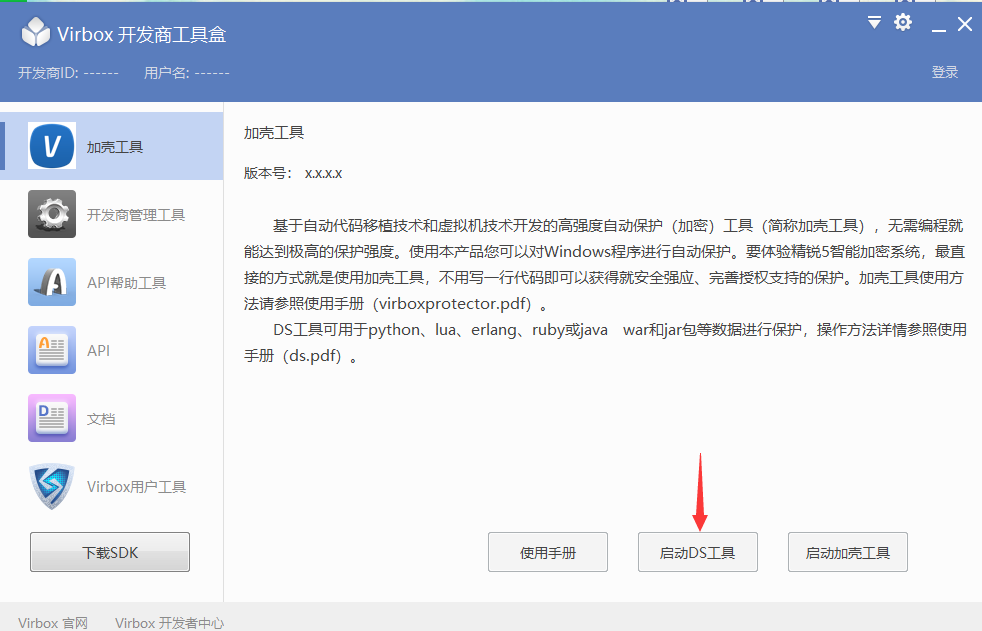 Virbox 开发商工具盒
开发商ID: ------ 用户名: ------
登录
加壳工具
开发商管理工具
API帮助工具
API
文档
Virbox用户工具
下载SDK
加壳工具
版本号： x.x.x.x
基于自动代码移植技术和虚拟机技术开发的高强度自动保护（加密）工具（简称加壳工具），无需编程就
能达到极高的保护强度。使用本产品您可以对Windows程序进行自动保护。要体验精锐5智能加密系统，最直
接的方式就是使用加壳工具，不用写一行代码即可以获得就安全强应、完善授权支持的保护。加壳工具使用方
法请参照使用手册（virboxprotector.pdf）。
DS工具可用于python、lua、erlang、ruby或java war和jar包等数据进行保护，操作方法详情参照使用
手册（ds.pdf）。
使用手册
启动DS工具
启动加壳工具
Virbox 官网
Virbox 开发者中心